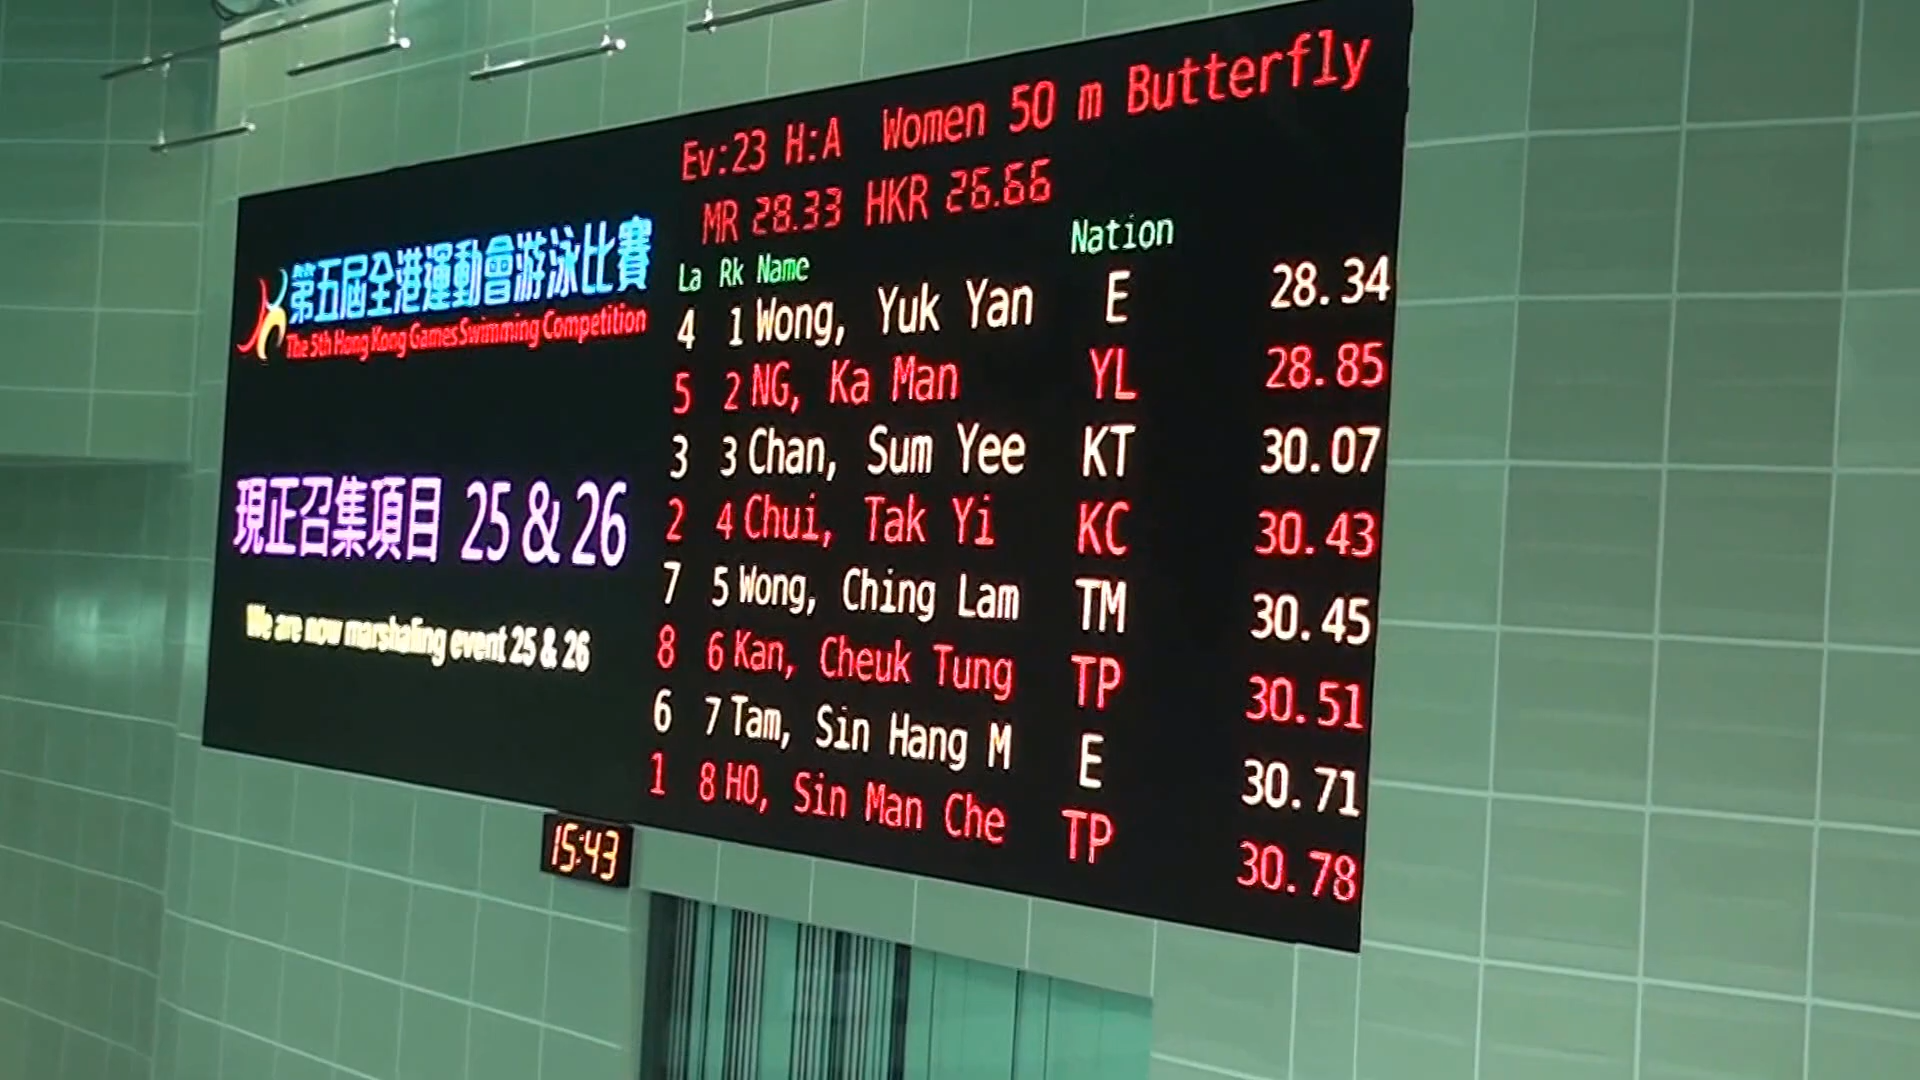 第五屆全港運動會游泳比賽
The 5th Hong Kong Games Swimming Competition
現正召集項目 25 & 26
We are now marshaling event 25 & 26
Ev:23 H:A Women 50 m Butterfly
MR 28.33 HKR 26.66
La Rk Name Nation
4 1 Wong, Yuk Yan E 28.34
5 2 NG, Ka Man YL 28.85
3 3 Chan, Sum Yee KT 30.07
2 4 Chui, Tak Yi KC 30.43
7 5 Wong, Ching Lam TM 30.45
8 6 Kan, Cheuk Tung TP 30.51
6 7 Tam, Sin Hang M E 30.71
1 8 HO, Sin Man Che TP 30.78
15:43